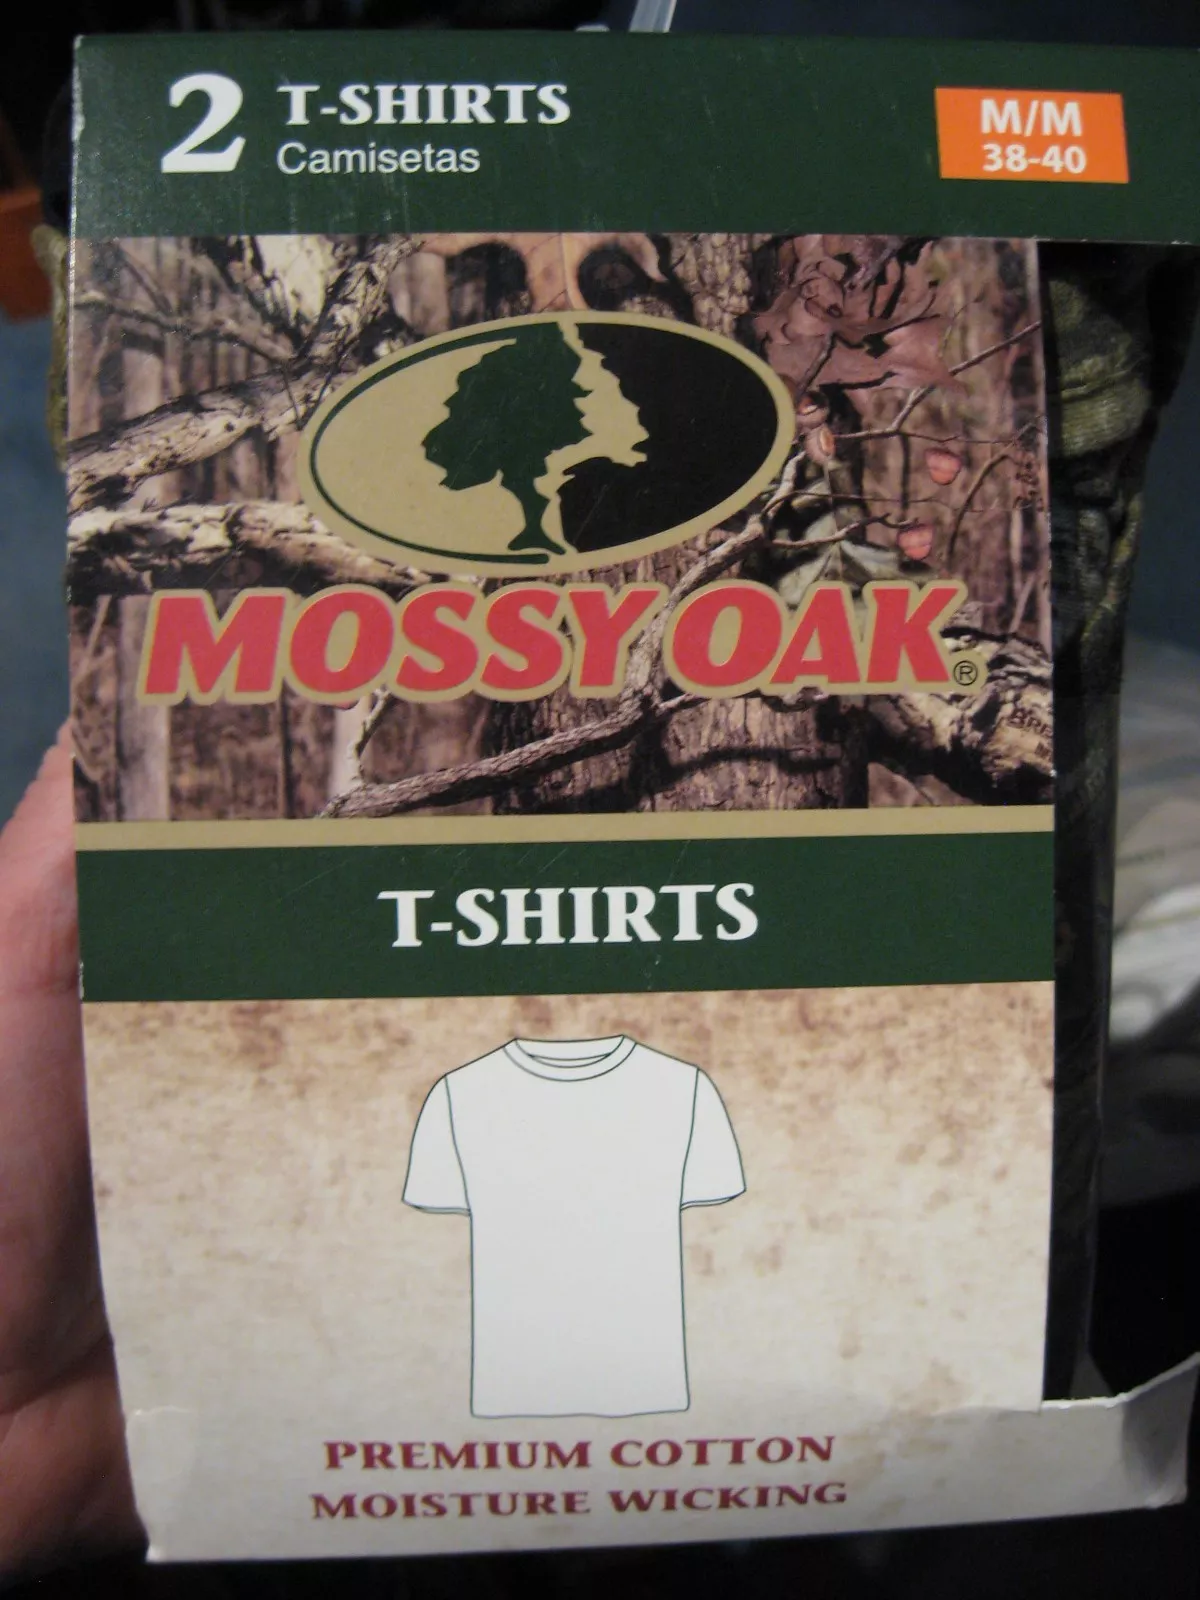 2 T-SHIRTS
Camisetas
M/M
38-40
MOSSY OAK®
T-SHIRTS
PREMIUM COTTON
MOISTURE WICKING